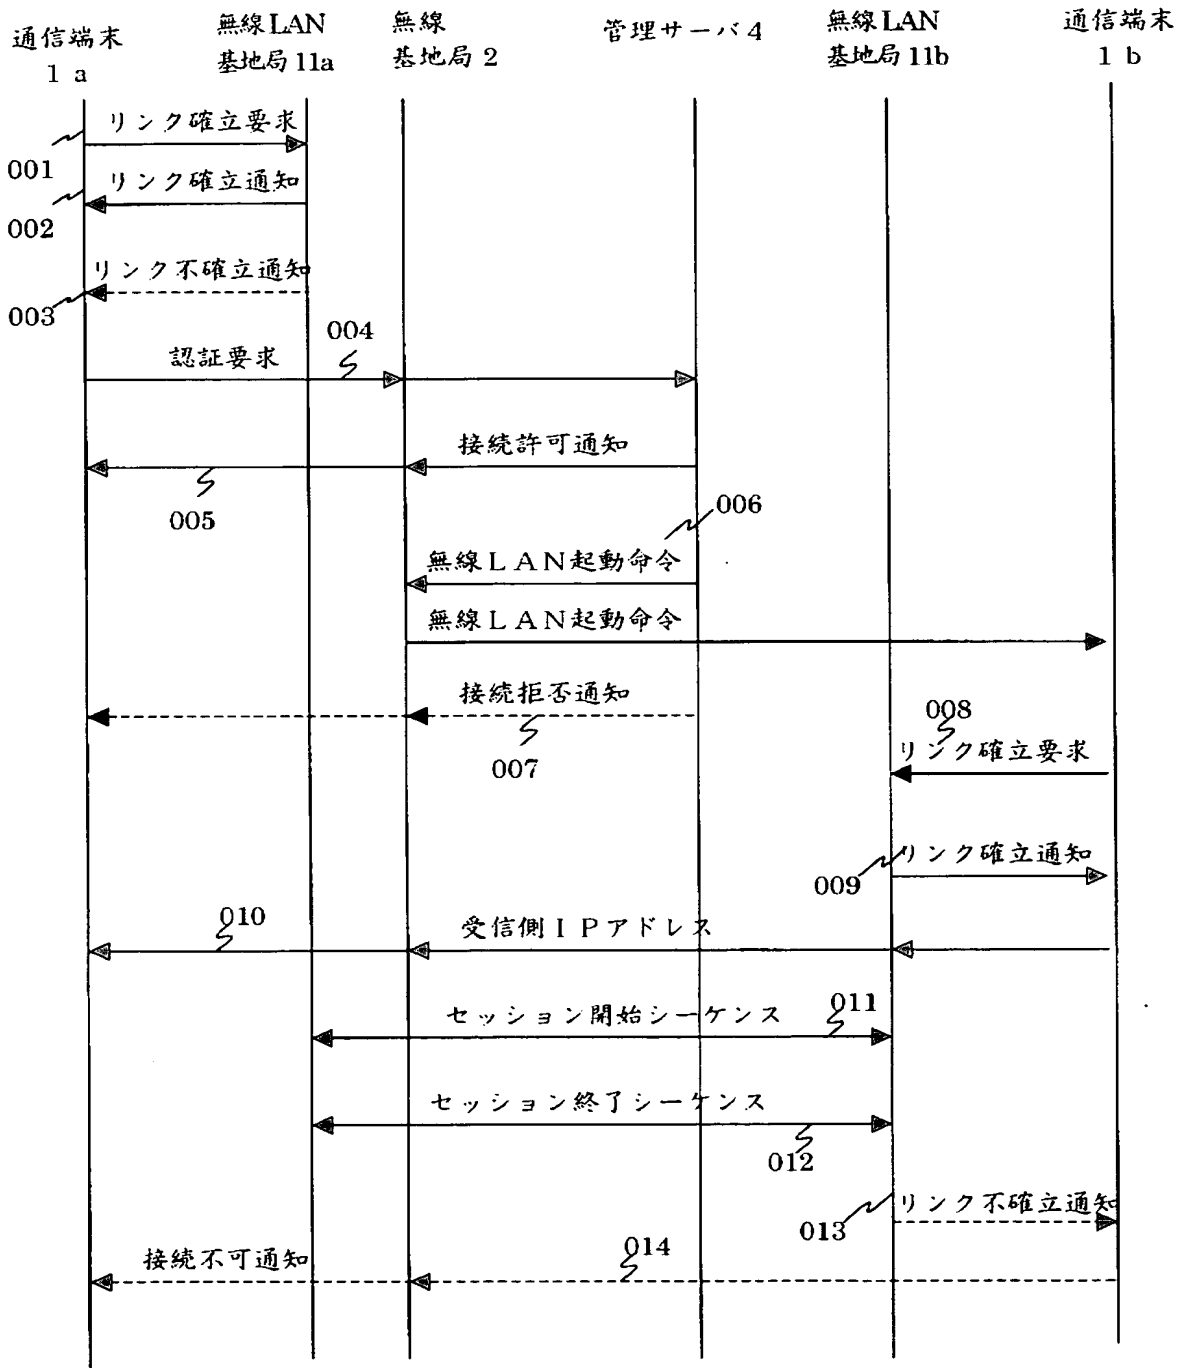 通信端末
1 a
無線LAN
基地局 11a
無線
基地局 2
管理サーバ 4
無線LAN
基地局 11b
通信端末
1 b
リンク確立要求
001
リンク確立通知
002
リンク不確立通知
003
004
認証要求
接続許可通知
005
006
無線LAN起動命令
無線LAN起動命令
接続拒否通知
007
008
リンク確立要求
リンク確立通知
009
010
受信側IPアドレス
011
セッション開始シーケンス
セッション終了シーケンス
012
リンク不確立通知
013
014
接続不可通知